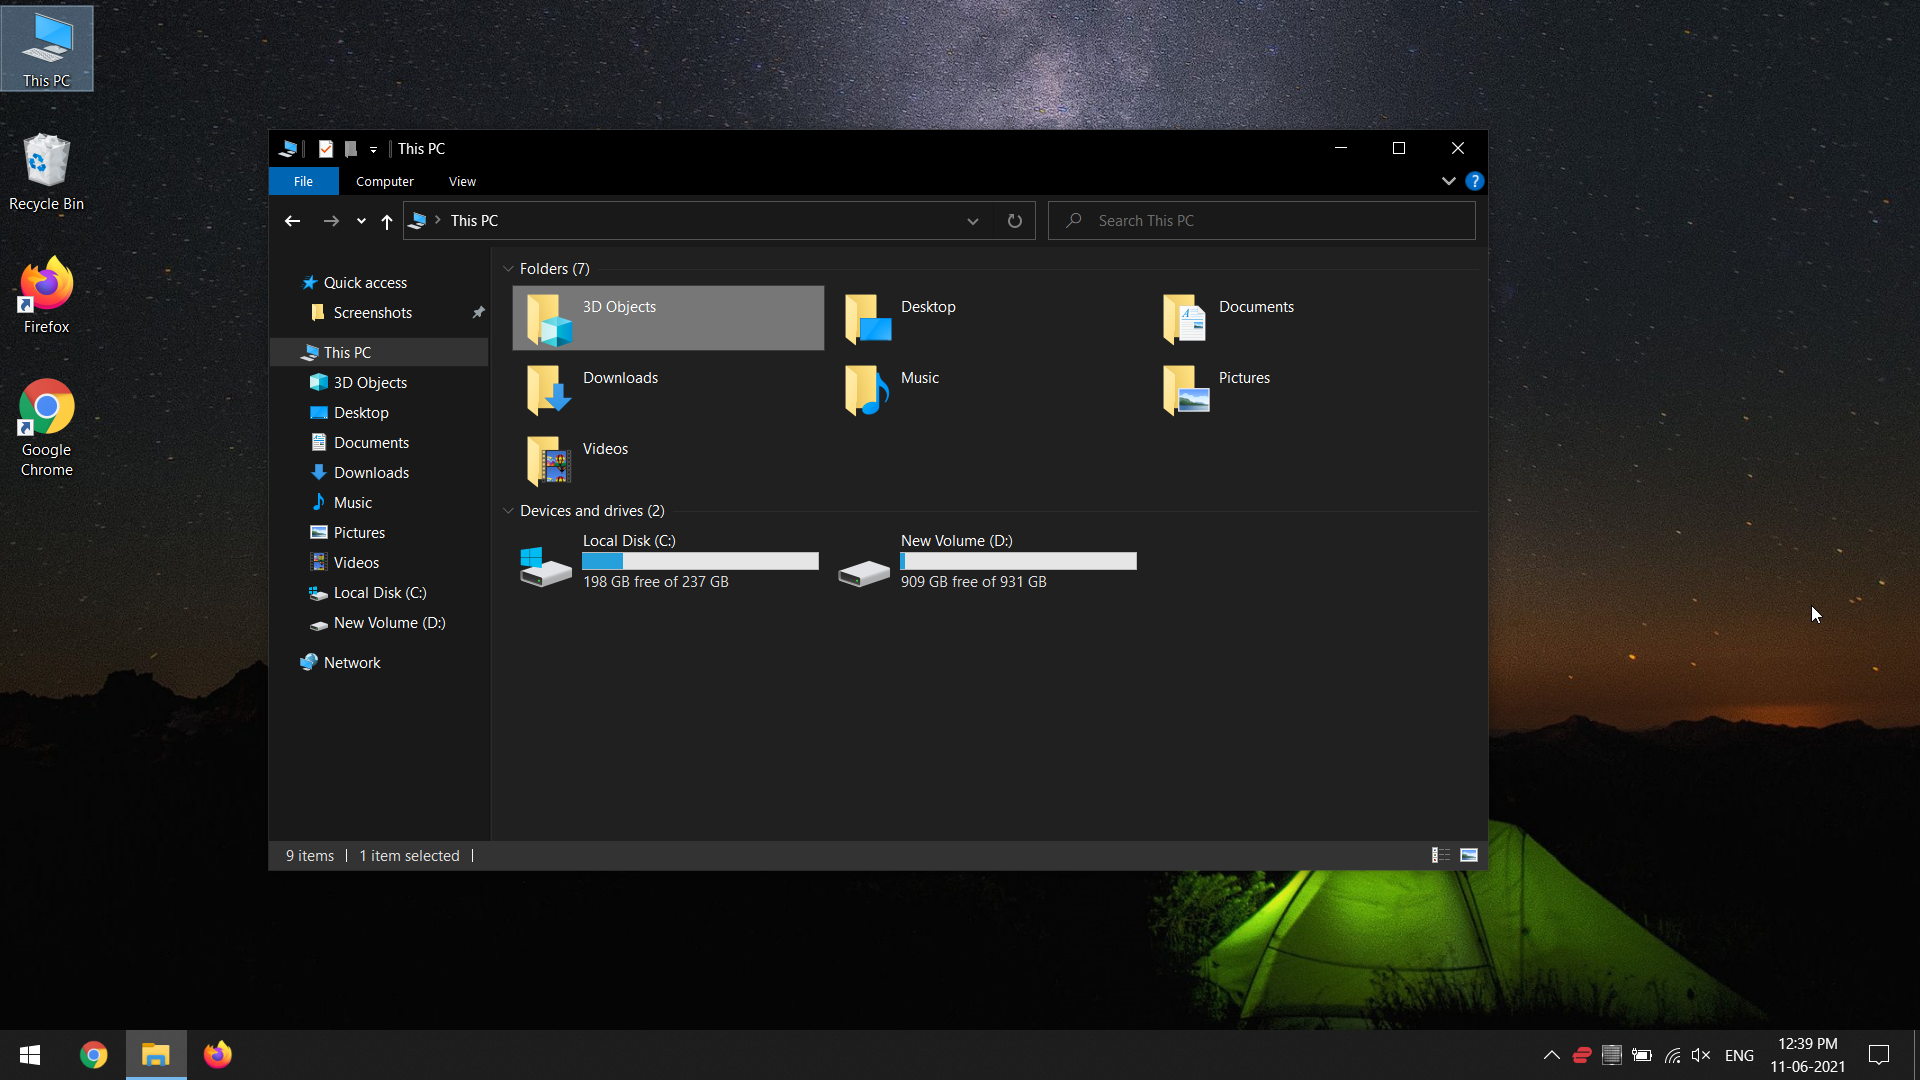 This PC
Recycle Bin
Firefox
Google
Chrome
This PC
File
Computer
View
?
This PC
Search This PC
Quick access
Screenshots
This PC
3D Objects
Desktop
Documents
Downloads
Music
Pictures
Videos
Local Disk (C:)
New Volume (D:)
Network
Folders (7)
3D Objects
Desktop
Documents
Downloads
Music
Pictures
Videos
Devices and drives (2)
Local Disk (C:)
198 GB free of 237 GB
New Volume (D:)
909 GB free of 931 GB
9 items
1 item selected
ENG
12:39 PM
11-06-2021